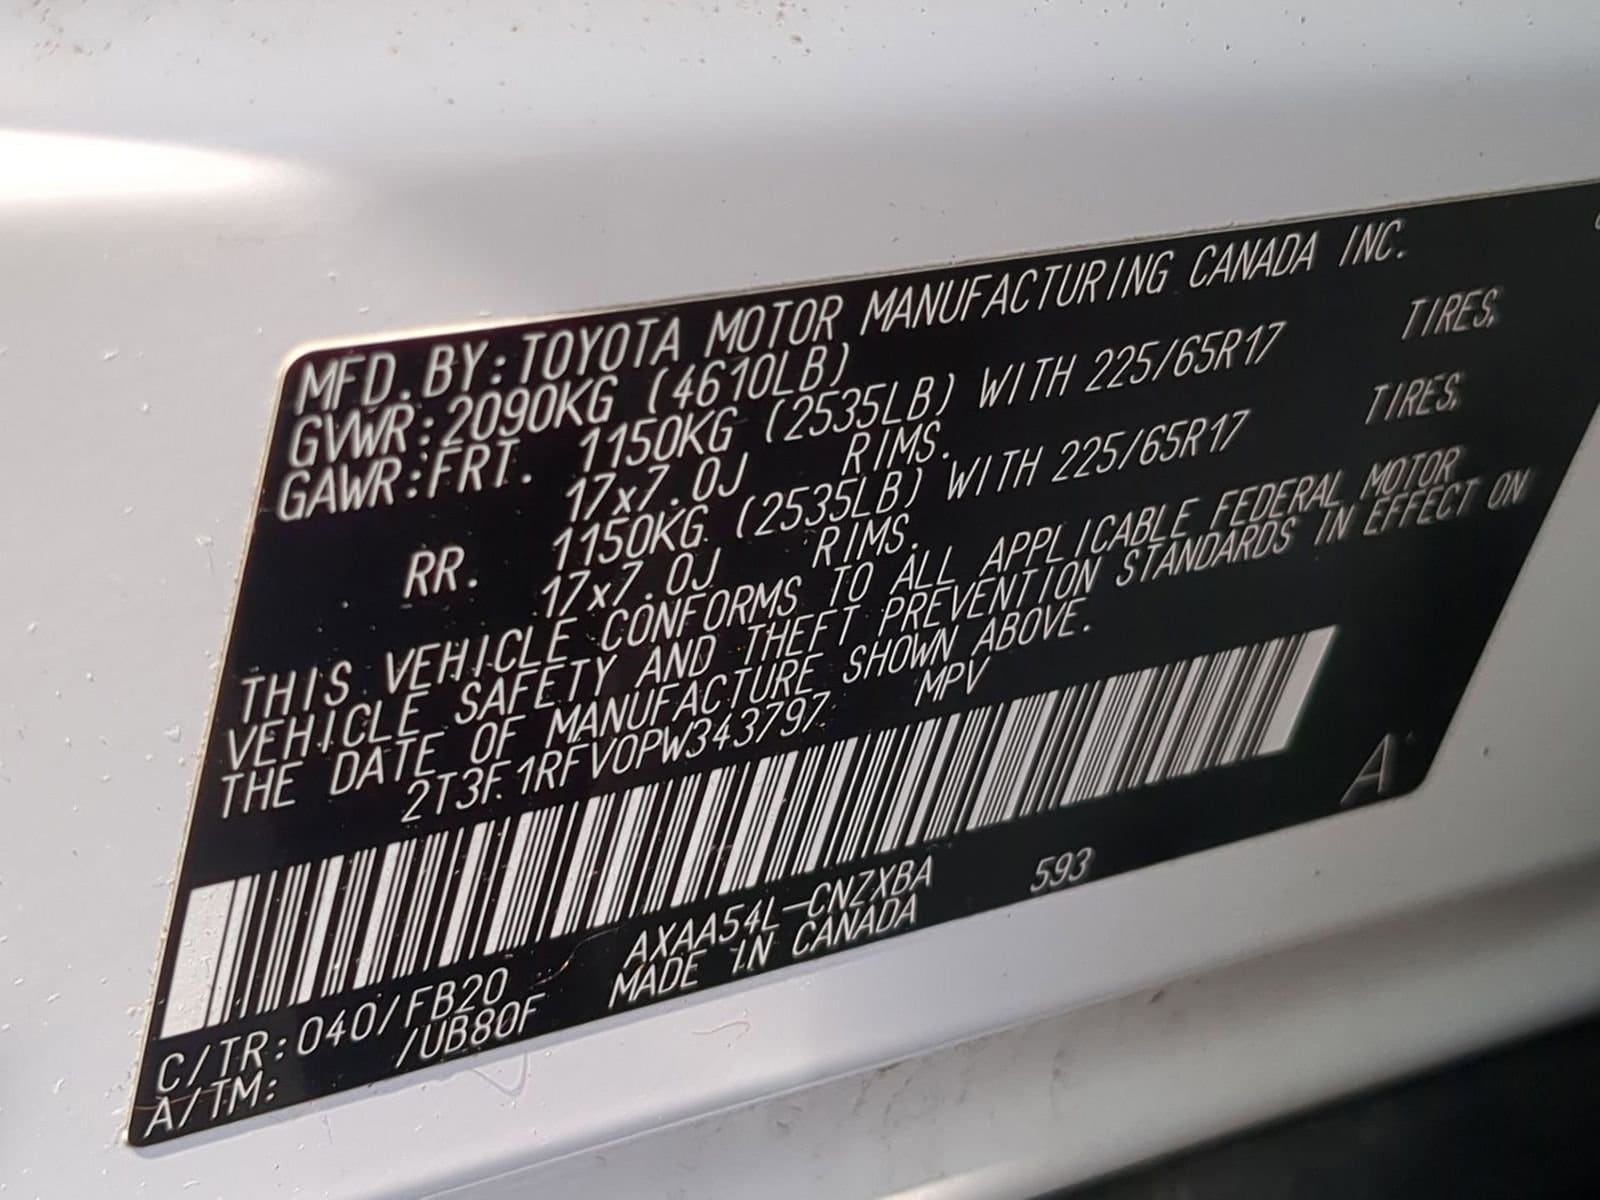 MFD. BY: TOYOTA MOTOR MANUFACTURING CANADA INC.
GVWR: 2090KG (4610LB)
GAWR: FRT. 1150KG (2535LB) WITH 225/65R17 TIRES,
17x7.0J RIMS.
RR. 1150KG (2535LB) WITH 225/65R17 TIRES,
17x7.0J RIMS.
THIS VEHICLE CONFORMS TO ALL APPLICABLE FEDERAL MOTOR
VEHICLE SAFETY AND THEFT PREVENTION STANDARDS IN EFFECT ON
THE DATE OF MANUFACTURE SHOWN ABOVE.
2T3F1RFV0PW343797 MPV
A
C/TR: 040/FB20 AXAA54L-CNZXBA 593
A/TM: /UB80F MADE IN CANADA